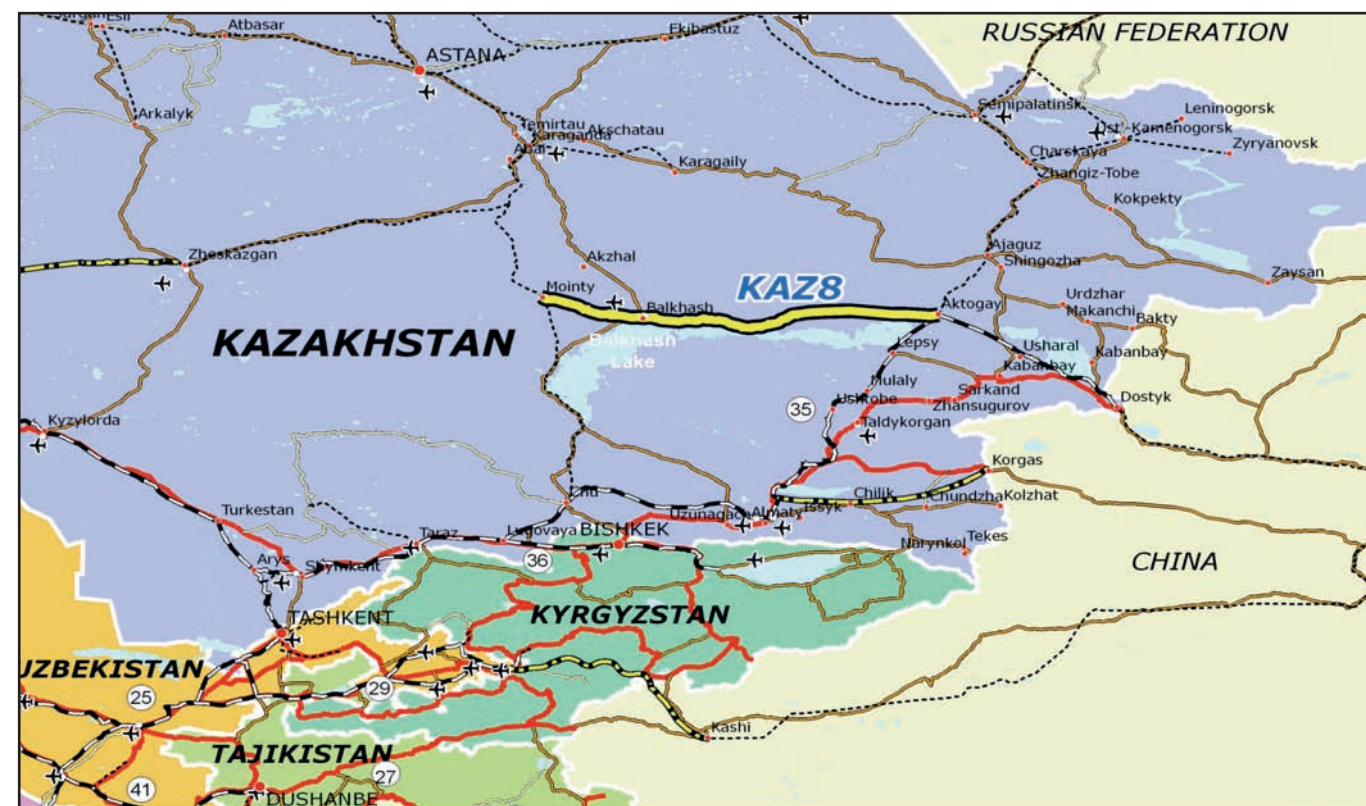 Esil
Atbasar
Ekibastuz
RUSSIAN FEDERATION
ASTANA
Arkalyk
Temirtau
Karaganda
Akschatau
Abai
Karagaily
Semipalatinsk
Leninogorsk
Ust'-Kamenogorsk
Zyryanovsk
Charskaya
Zhangiz-Tobe
Kokpekty
Zheskazgan
Akzhal
Ajaguz
Shingozha
Zaysan
Mointy
KAZ8
Balkhash
Aktogay
Urdzhar
Makanchi
Bakty
KAZAKHSTAN
Balkhash
Lake
Lepsy
Usharal
Kabanbay
Kabanbay
Mulaly
Sarkand
Ushtobe
Zhansugurov
Dostyk
35
Taldykorgan
Kyzylorda
Korgas
Chu
Chilik
Chundzha
Kolzhat
Turkestan
Uzunagach
Almaty
Issyk
Taraz
Lugovaya
BISHKEK
Narynkol
Tekes
Arys
Shymkent
36
CHINA
TASHKENT
KYRGYZSTAN
UZBEKISTAN
25
29
Kashi
TAJIKISTAN
27
41
DUSHANBE